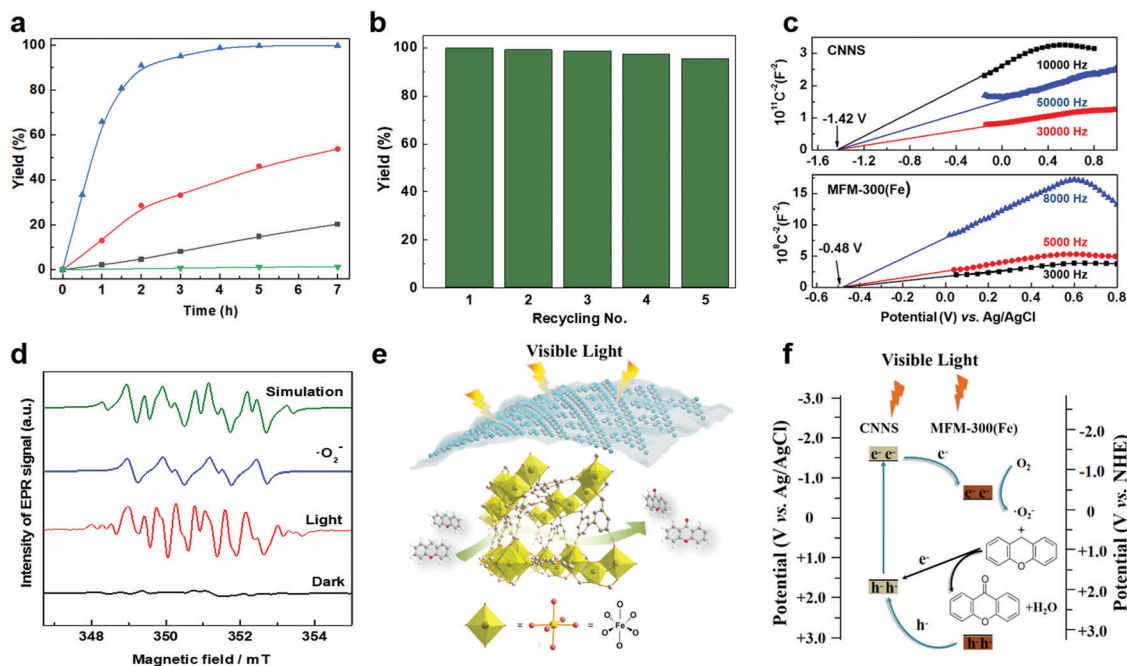 a
100
80
60
40
20
0
Yield (%)
0 1 2 3 4 5 6 7
Time (h)
b
100
80
60
40
20
0
Yield (%)
1 2 3 4 5
Recycling No.
c
CNNS
10000 Hz
50000 Hz
30000 Hz
-1.42 V
4
3
2
1
0
10¹¹C⁻²(F⁻²)
-1.6 -1.2 -0.8 -0.4 0.0 0.4 0.8
MFM-300(Fe)
8000 Hz
5000 Hz
3000 Hz
-0.48 V
15
10
5
0
10⁸C⁻²(F⁻²)
-0.6 -0.4 -0.2 0.0 0.2 0.4 0.6 0.8
Potential (V) vs. Ag/AgCl
d
Simulation
·O₂⁻
Light
Dark
Intensity of EPR signal (a.u.)
348 350 352 354
Magnetic field / mT
e
Visible Light
= =
O
O O
Fe
O O
O
f
Visible Light
CNNS MFM-300(Fe)
-3.0
-2.0
-1.0
0
+1.0
+2.0
+3.0
Potential (V vs. Ag/AgCl)
-2.0
-1.0
0
+1.0
+2.0
+3.0
Potential (V vs. NHE)
e⁻ e⁻
e⁻
e⁻ e⁻
O₂
·O₂⁻
+
O
e⁻
h⁻ h⁻
O
O
+H₂O
h⁻
h⁻ h⁻